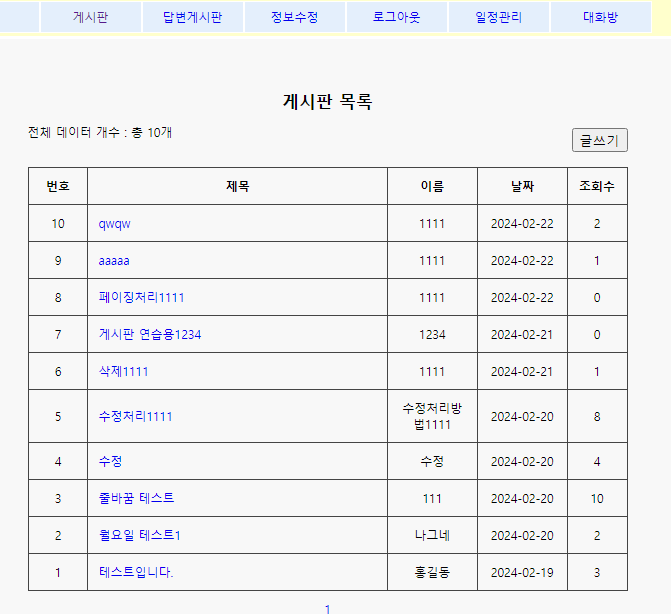 게시판 답변게시판 정보수정 로그아웃 일정관리 대화방
게시판 목록
전체 데이터 개수 : 총 10개
글쓰기
번호 제목 이름 날짜 조회수
10 qwqw 1111 2024-02-22 2
9 aaaaa 1111 2024-02-22 1
8 페이징처리1111 1111 2024-02-22 0
7 게시판 연습용1234 1234 2024-02-21 0
6 삭제1111 1111 2024-02-21 1
5 수정처리1111 수정처리방 2024-02-20 8
법1111
4 수정 수정 2024-02-20 4
3 줄바꿈 테스트 111 2024-02-20 10
2 월요일 테스트1 나그네 2024-02-20 2
1 테스트입니다. 홍길동 2024-02-19 3
1